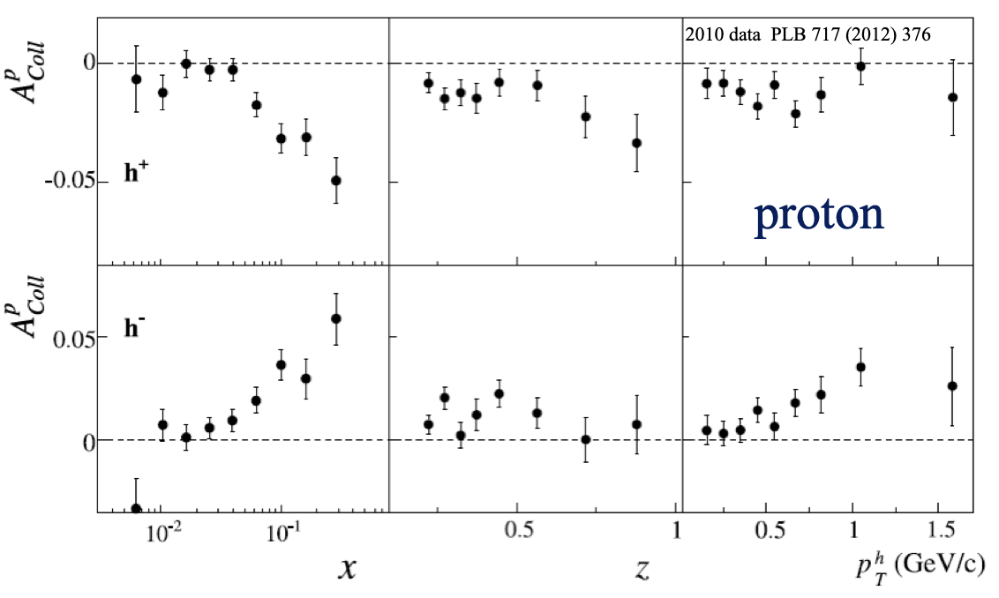 2010 data PLB 717 (2012) 376
A^p_Coll
0
-0.05
h⁺
proton
A^p_Coll
h⁻
0.05
0
10⁻² 10⁻¹ 0.5 1 0.5 1 1.5
x z p_T^h (GeV/c)